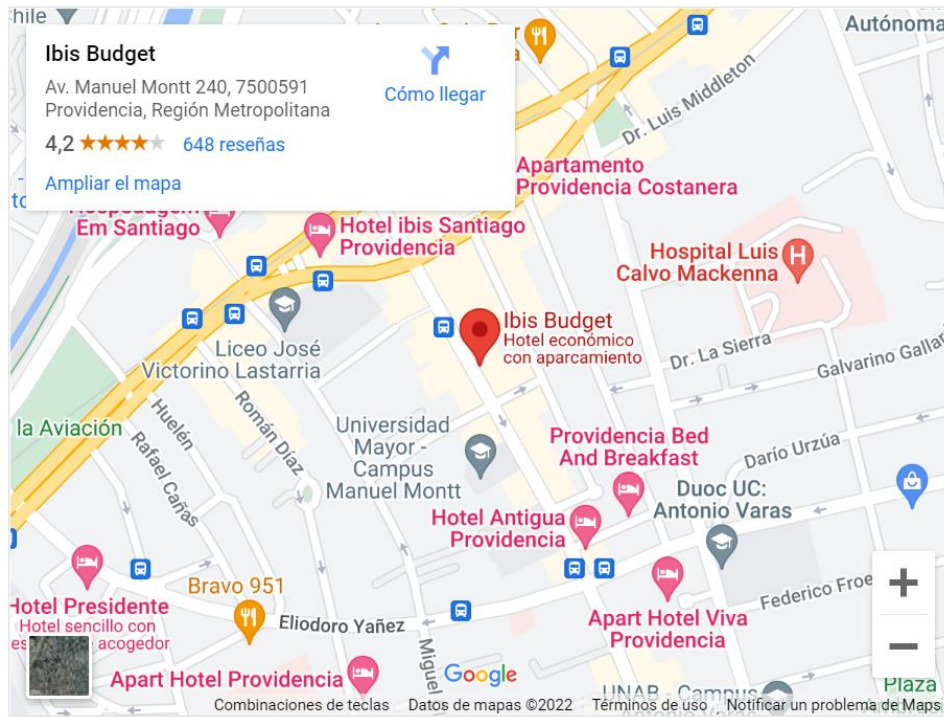 hile
Autónoma
Ibis Budget
Av. Manuel Montt 240, 7500591
Providencia, Región Metropolitana
4,2
648 reseñas
Ampliar el mapa
Cómo llegar
Dr. Luis Middleton
Apartamento
Providencia Costanera
Em Santiago
Hotel ibis Santiago
Providencia
Hospital Luis
Calvo Mackenna
H
Ibis Budget
Hotel económico
con aparcamiento
Liceo José
Victorino Lastarria
Dr. La Sierra
Galvarino Gallar
la Aviación
Huelén
Rafael Cañas
Román Díaz
Universidad
Mayor -
Campus
Manuel Montt
Providencia Bed
And Breakfast
Darío Urzúa
Duoc UC:
Antonio Varas
Hotel Antigua
Providencia
Bravo 951
Hotel Presidente
Hotel sencillo con
acogedor
Eliodoro Yañez
Federico Froe
Apart Hotel Viva
Providencia
Apart Hotel Providencia
Miguel
Google
UNAB - Campus
Antonio Varas
Plaza
+
−
Combinaciones de teclas
Datos de mapas ©2022
Términos de uso
Notificar un problema de Maps